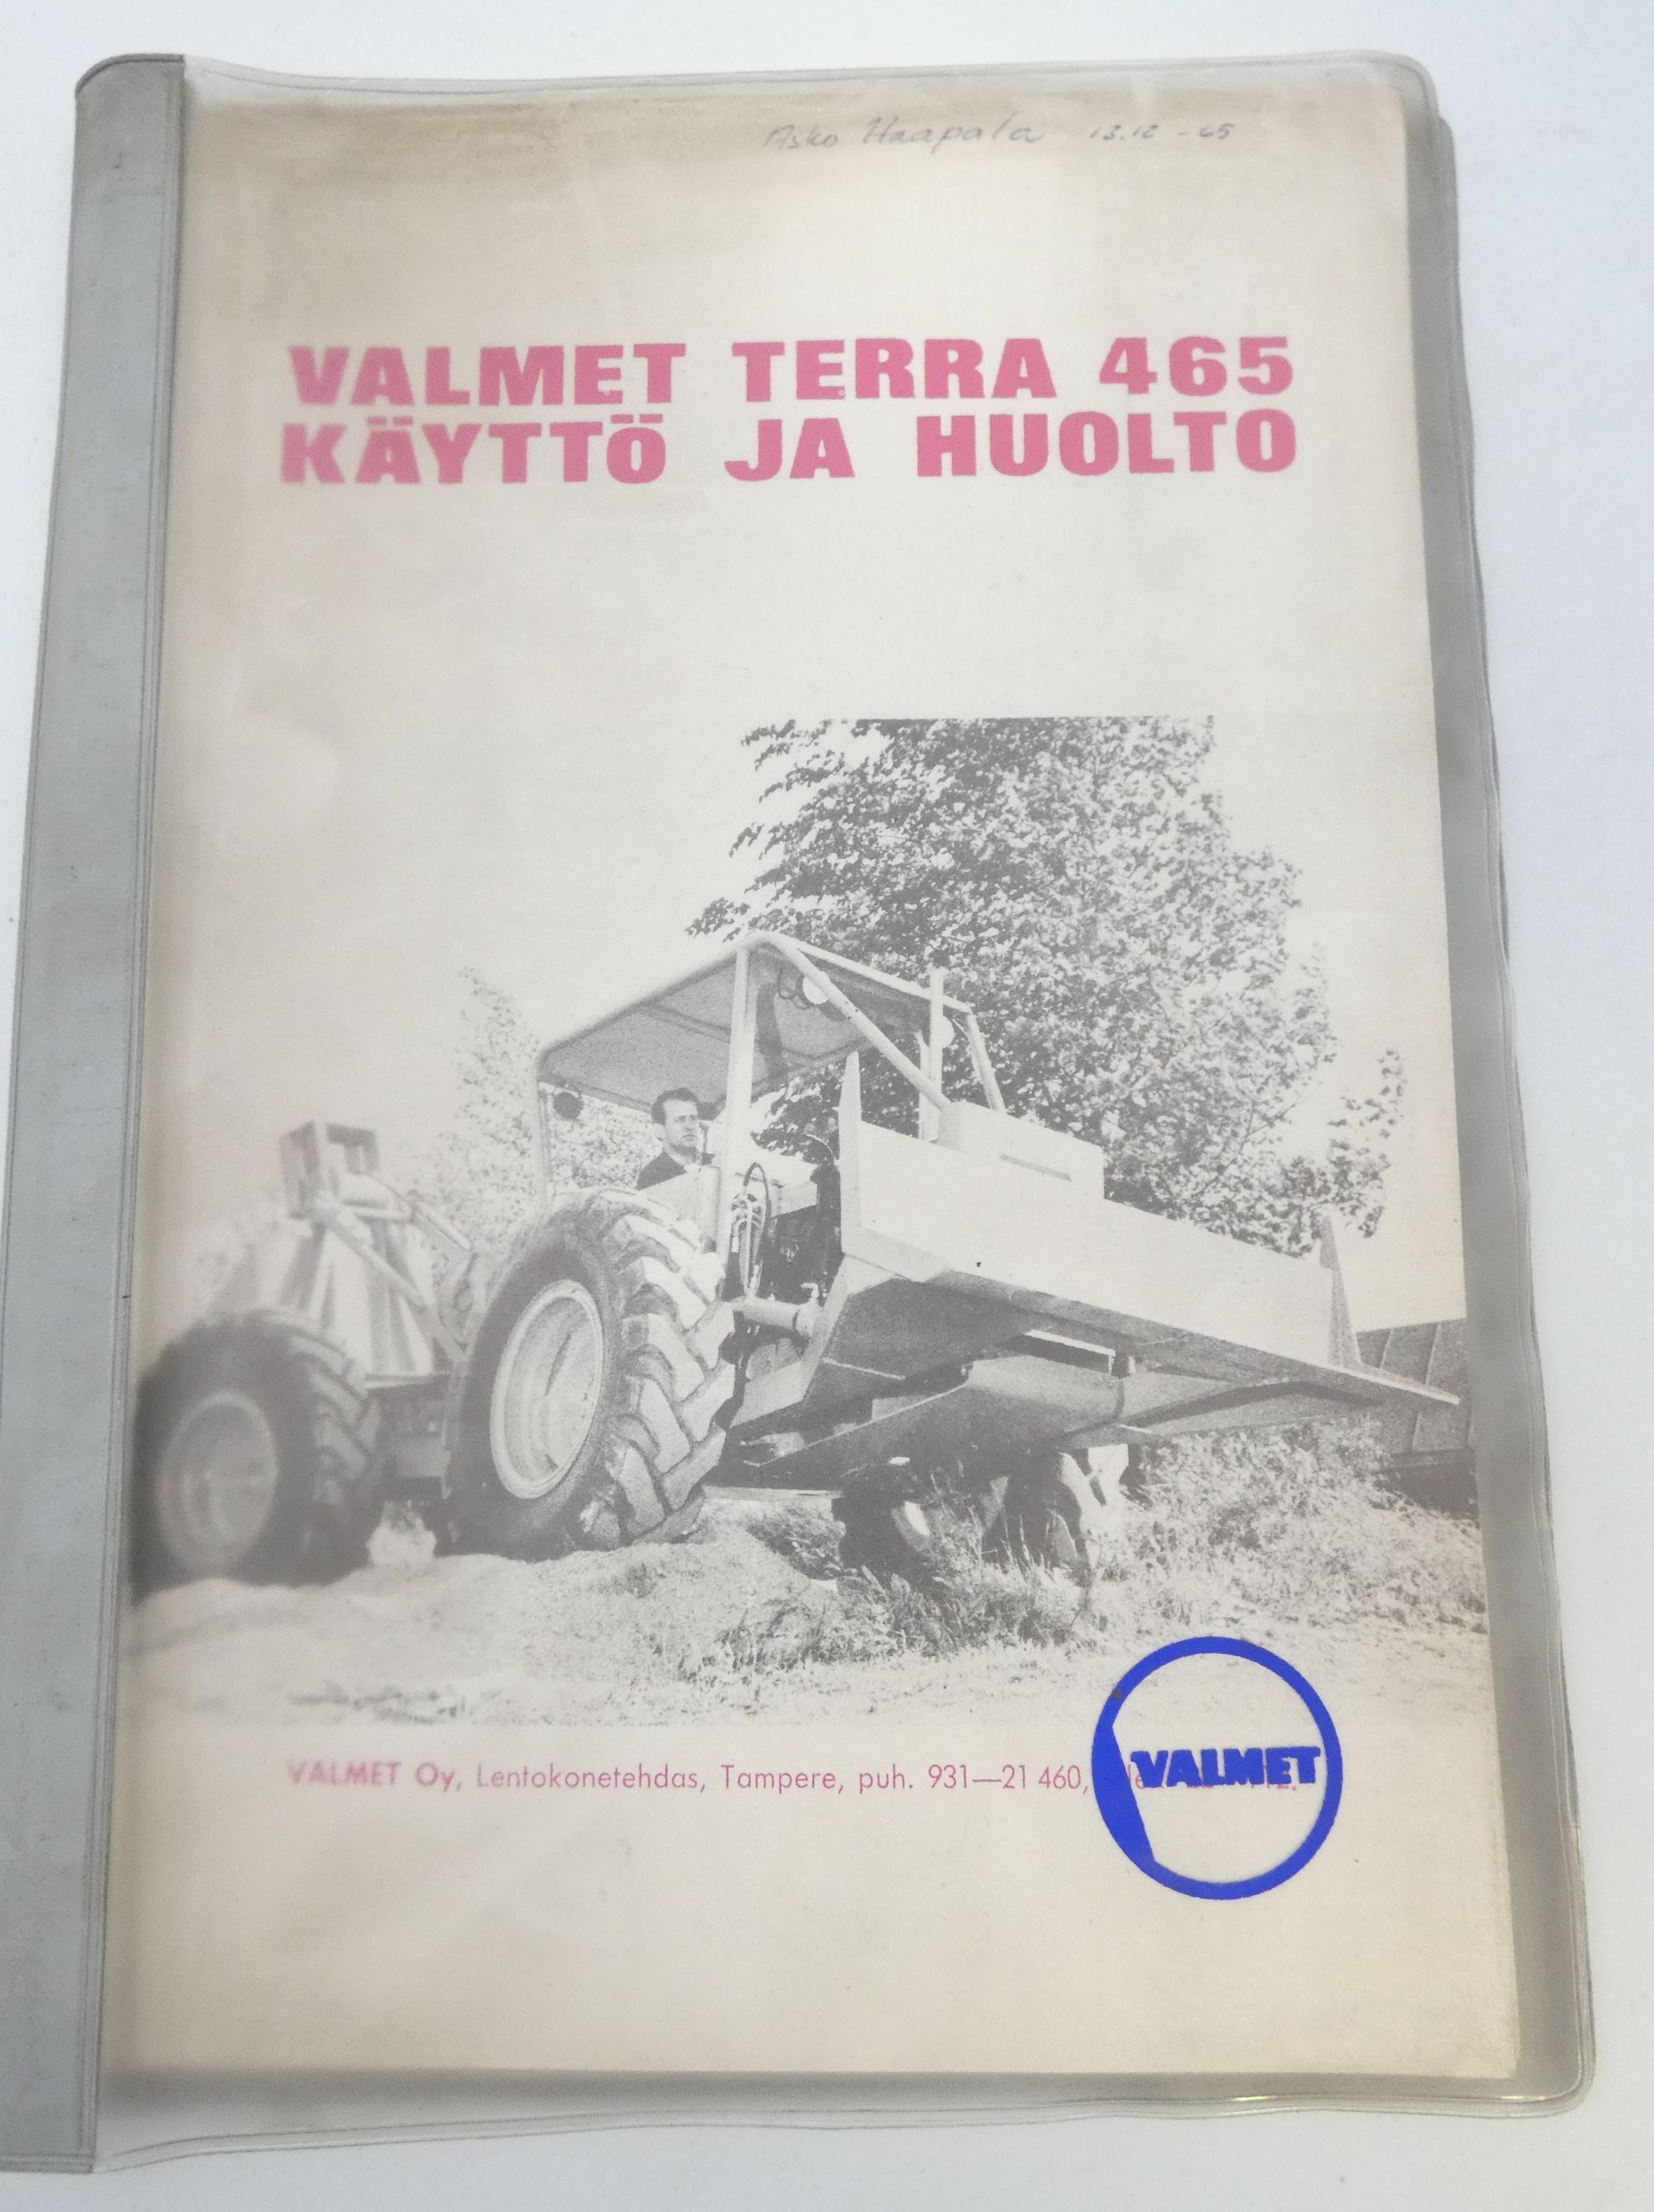 Asko Haapala 13.12 - 65
VALMET TERRA 465
KÄYTTÖ JA HUOLTO
VALMET Oy, Lentokonetehdas, Tampere, puh. 931—21 460,
VALMET